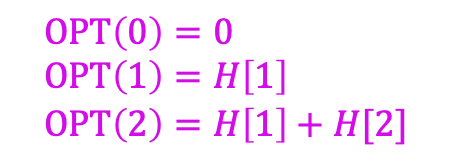 OPT(0) = 0
OPT(1) = H[1]
OPT(2) = H[1] + H[2]